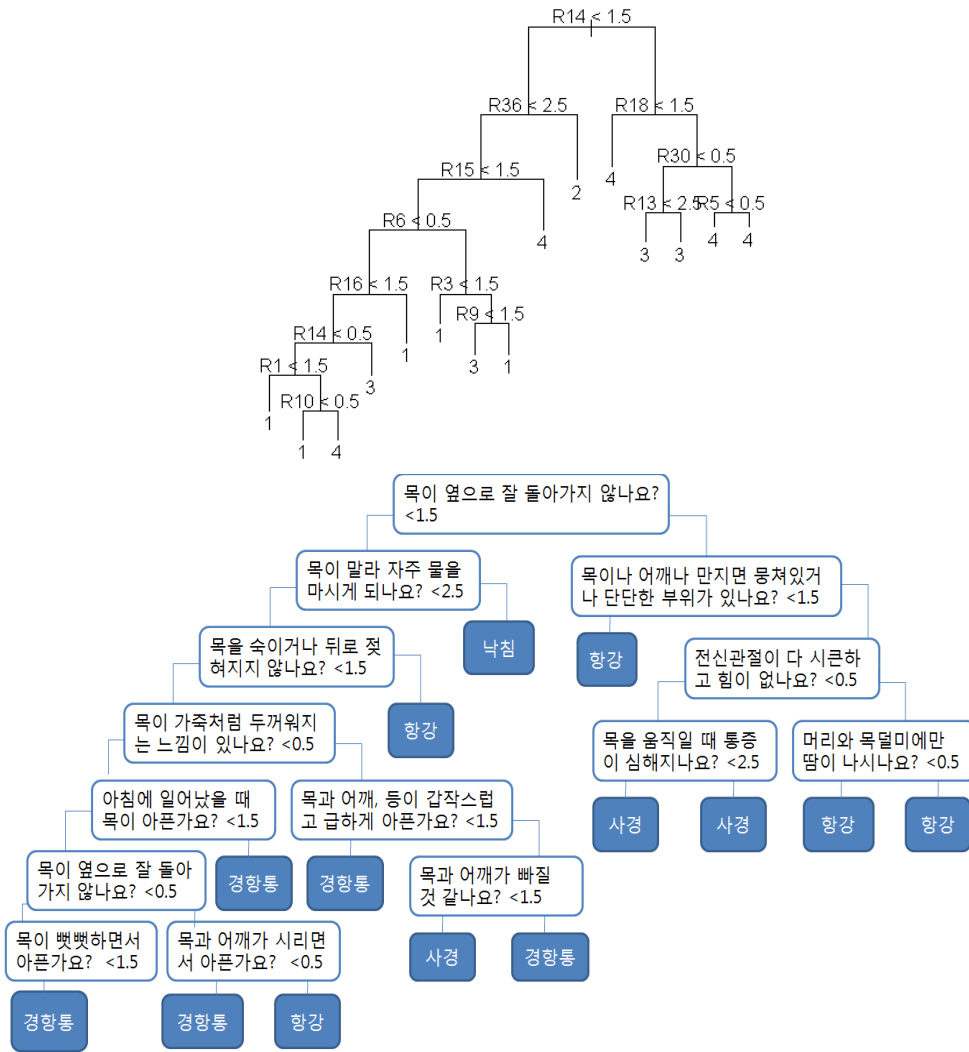 R14 < 1.5
R36 < 2.5
R18 < 1.5
R15 < 1.5
2
4
R30 < 0.5
R6 < 0.5
4
R13 < 2.5
R5 < 0.5
3
3
4
4
R16 < 1.5
R3 < 1.5
R14 < 0.5
1
1
R9 < 1.5
R1 < 1.5
3
3
1
1
R10 < 0.5
1
4
목이 옆으로 잘 돌아가지 않나요?
<1.5
목이 말라 자주 물을
마시게 되나요? <2.5
목이나 어깨나 만지면 뭉쳐있거
나 단단한 부위가 있나요? <1.5
목을 숙이거나 뒤로 젖
혀지지 않나요? <1.5
낙침
항강
전신관절이 다 시큰하
고 힘이 없나요? <0.5
목이 가죽처럼 두꺼워지
는 느낌이 있나요? <0.5
항강
목을 움직일 때 통증
이 심해지나요? <2.5
머리와 목덜미에만
땀이 나시나요? <0.5
아침에 일어났을 때
목이 아픈가요? <1.5
목과 어깨, 등이 갑작스럽
고 급하게 아픈가요? <1.5
사경
사경
항강
항강
목이 옆으로 잘 돌아
가지 않나요? <0.5
경항통
경항통
목과 어깨가 빠질
것 같나요? <1.5
목이 뻣뻣하면서
아픈가요? <1.5
목과 어깨가 시리면
서 아픈가요? <0.5
사경
경항통
경항통
경항통
항강